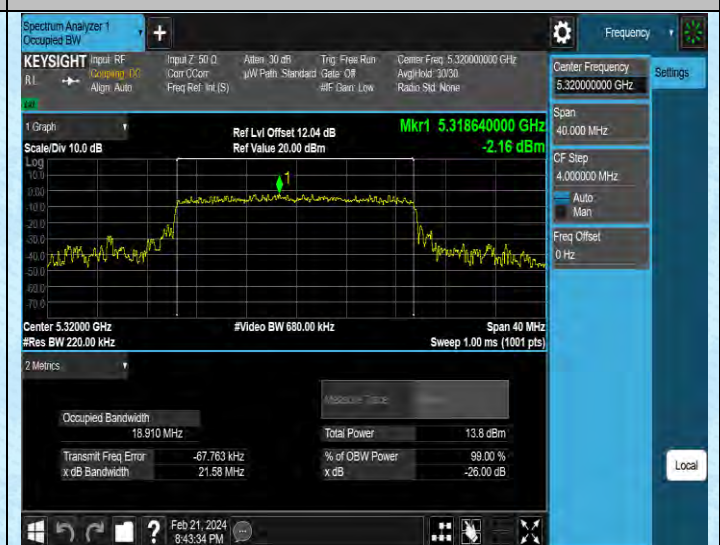 Spectrum Analyzer 1
Occupied BW
+
Frequency
KEYSIGHT
Input: RF
Coupling: DC
Align: Auto
Input Z: 50 Ω
Corr CCorr
Freq Ref: Int (S)
Atten: 30 dB
µW Path: Standard
Trig: Free Run
Gate: Off
#IF Gain: Low
Center Freq: 5.320000000 GHz
Avg|Hold: 30/30
Radio Std: None
Center Frequency
5.320000000 GHz
Settings
Span
40.000 MHz
CF Step
4.000000 MHz
Auto
Man
Freq Offset
0 Hz
1 Graph
Scale/Div 10.0 dB
Ref Lvl Offset 12.04 dB
Ref Value 20.00 dBm
Mkr1 5.318640000 GHz
-2.16 dBm
Log
10.0
0.00
-10.0
-20.0
-30.0
-40.0
-50.0
-60.0
-70.0
1
Center 5.32000 GHz
#Res BW 220.00 kHz
#Video BW 680.00 kHz
Span 40 MHz
Sweep 1.00 ms (1001 pts)
2 Metrics
Measure Trace
Occupied Bandwidth
18.910 MHz
Total Power 13.8 dBm
Transmit Freq Error -67.763 kHz
% of OBW Power 99.00 %
x dB Bandwidth 21.58 MHz
x dB -26.00 dB
Local
?
Feb 21, 2024
8:43:34 PM